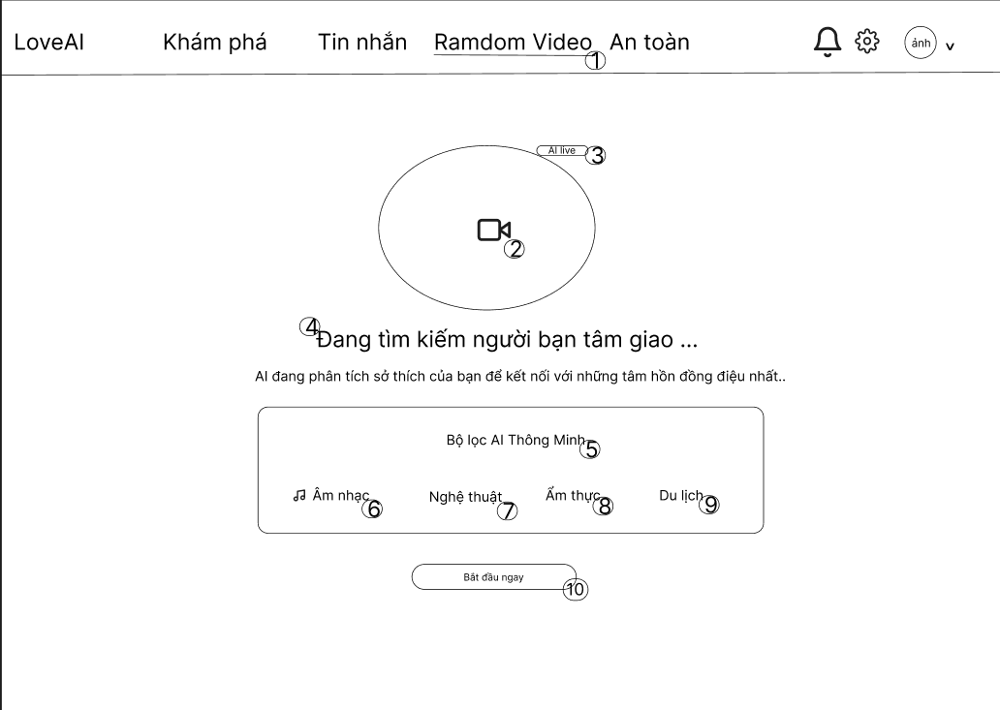 LoveAI Khám phá Tin nhắn Ramdom Video An toàn ảnh v
1
AI live 3
2
4
Đang tìm kiếm người bạn tâm giao ...
AI đang phân tích sở thích của bạn để kết nối với những tâm hồn đồng điệu nhất..
Bộ lọc AI Thông Minh 5
Âm nhạc 6 Nghệ thuật 7 Ẩm thực 8 Du lịch 9
Bắt đầu ngay 10